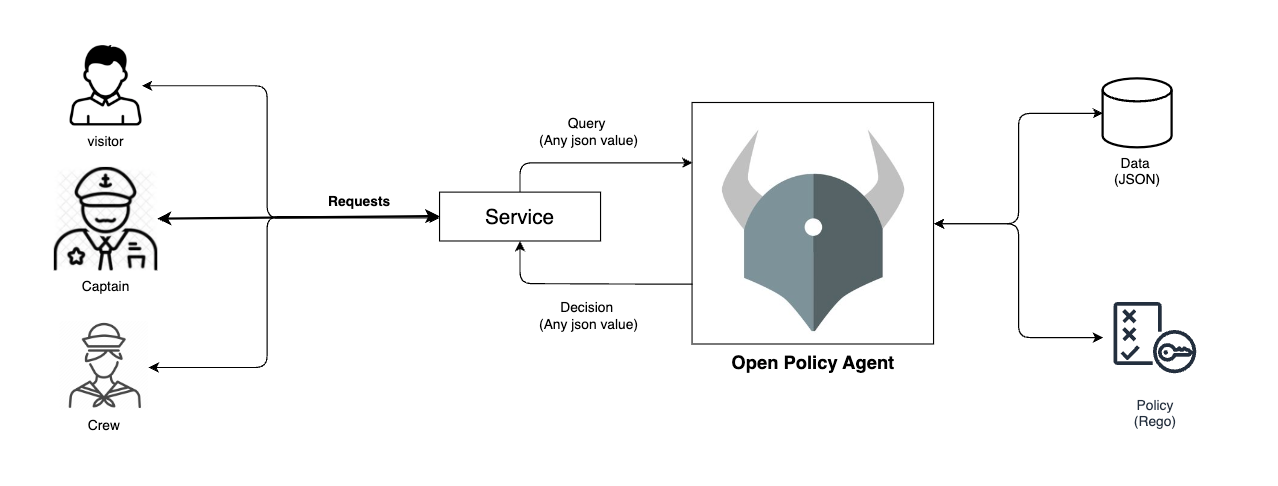 visitor
Captain
Crew
Requests
Service
Query
(Any json value)
Decision
(Any json value)
Open Policy Agent
Data
(JSON)
Policy
(Rego)